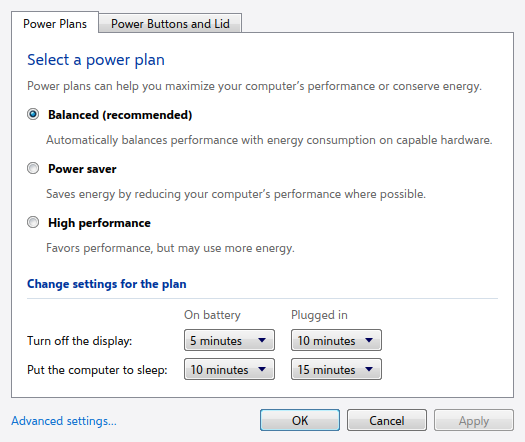 Power Plans Power Buttons and Lid
Select a power plan
Power plans can help you maximize your computer's performance or conserve energy.
Balanced (recommended)
Automatically balances performance with energy consumption on capable hardware.
Power saver
Saves energy by reducing your computer's performance where possible.
High performance
Favors performance, but may use more energy.
Change settings for the plan
On battery Plugged in
Turn off the display: 5 minutes 10 minutes
Put the computer to sleep: 10 minutes 15 minutes
Advanced settings... OK Cancel Apply